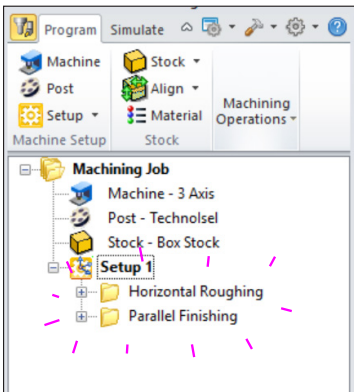 Program Simulate
Machine Stock
Post Align
Setup Material
Machining
Operations
Machine Setup Stock
Machining Job
Machine - 3 Axis
Post - Technolsel
Stock - Box Stock
Setup 1
Horizontal Roughing
Parallel Finishing